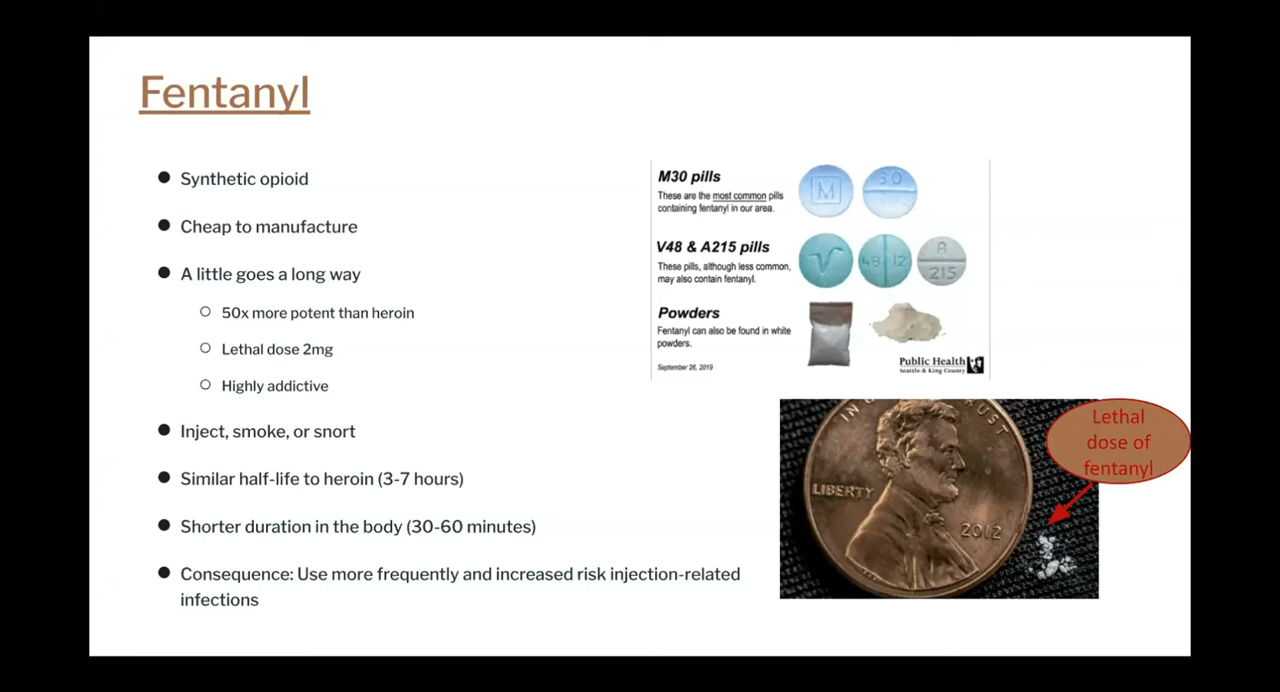 Fentanyl
Synthetic opioid
Cheap to manufacture
A little goes a long way
50x more potent than heroin
Lethal dose 2mg
Highly addictive
Inject, smoke, or snort
Similar half-life to heroin (3-7 hours)
Shorter duration in the body (30-60 minutes)
Consequence: Use more frequently and increased risk injection-related
infections
M30 pills
These are the most common pills
containing fentanyl in our area.
M
30
V48 & A215 pills
These pills, although less common,
may also contain fentanyl.
V
48 12
A
215
Powders
Fentanyl can also be found in white
powders.
September 26, 2019
Public Health
Seattle & King County
IN G TRUST
LIBERTY
2012
Lethal
dose of
fentanyl